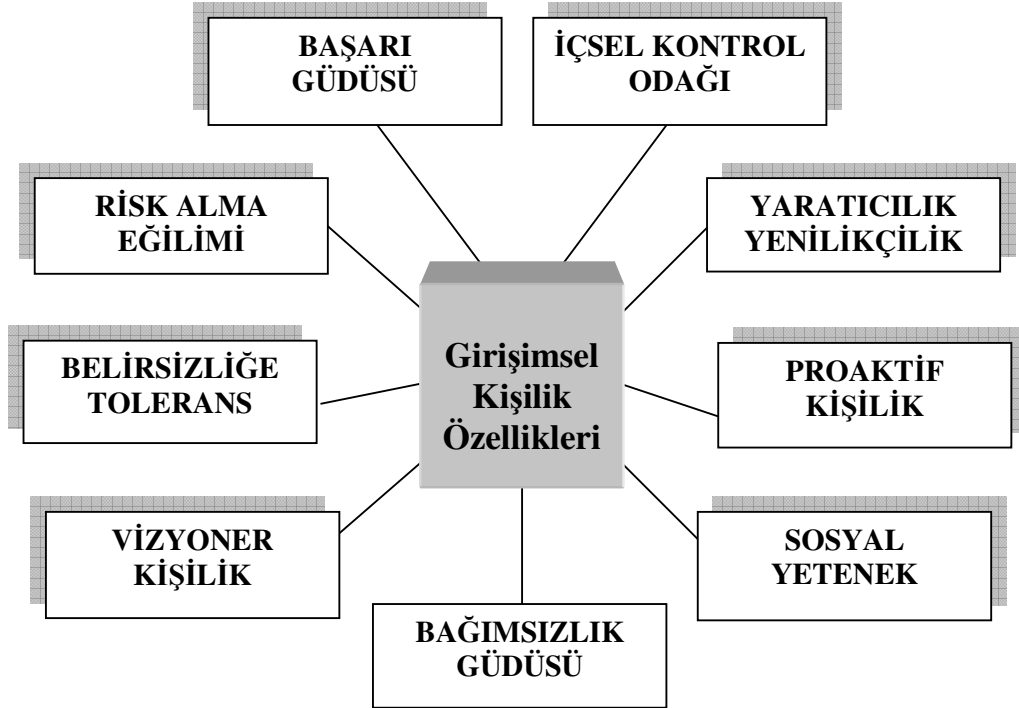 BAŞARI
GÜDÜSÜ
İÇSEL KONTROL
ODAĞI
RİSK ALMA
EĞİLİMİ
YARATICILIK
YENİLİKÇİLİK
Girişimsel
Kişilik
Özellikleri
BELİRSİZLİĞE
TOLERANS
PROAKTİF
KİŞİLİK
VİZYONER
KİŞİLİK
SOSYAL
YETENEK
BAĞIMSIZLIK
GÜDÜSÜ